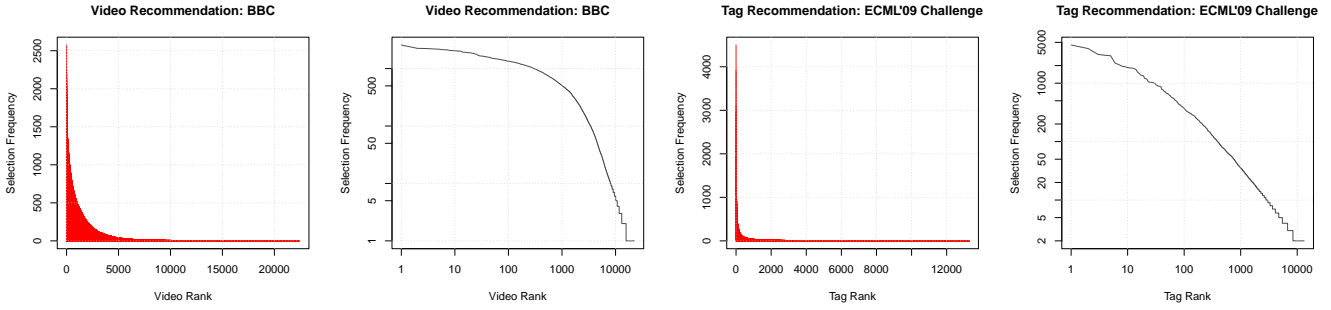 Video Recommendation: BBC
Selection Frequency
2500
2000
1500
1000
500
0
0 5000 10000 15000 20000
Video Rank
Video Recommendation: BBC
Selection Frequency
500
50
5
1
1 10 100 1000 10000
Video Rank
Tag Recommendation: ECML'09 Challenge
Selection Frequency
4000
3000
2000
1000
0
0 2000 4000 6000 8000 12000
Tag Rank
Tag Recommendation: ECML'09 Challenge
Selection Frequency
5000
1000
200
50
20
5
2
1 10 100 1000 10000
Tag Rank